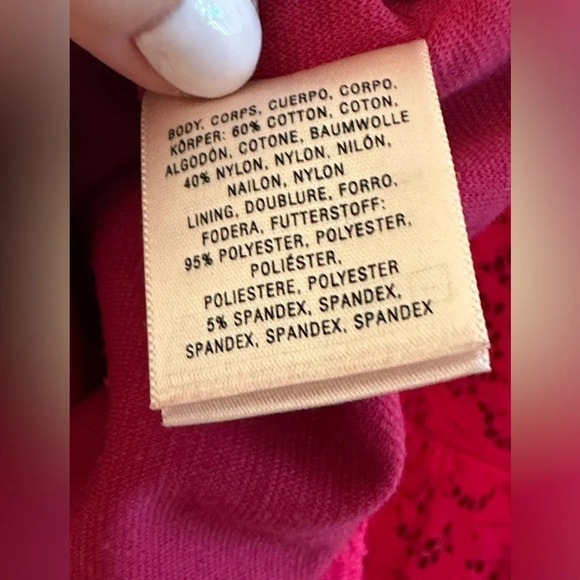 BODY, CORPS, CUERPO, CORPO,
KÖRPER: 60% COTTON, COTON,
ALGODÓN, COTONE, BAUMWOLLE
40% NYLON, NYLON, NILÓN,
NAILON, NYLON
LINING, DOUBLURE, FORRO,
FODERA, FUTTERSTOFF:
95% POLYESTER, POLYESTER,
POLIÉSTER,
POLIESTERE, POLYESTER
5% SPANDEX, SPANDEX,
SPANDEX, SPANDEX, SPANDEX